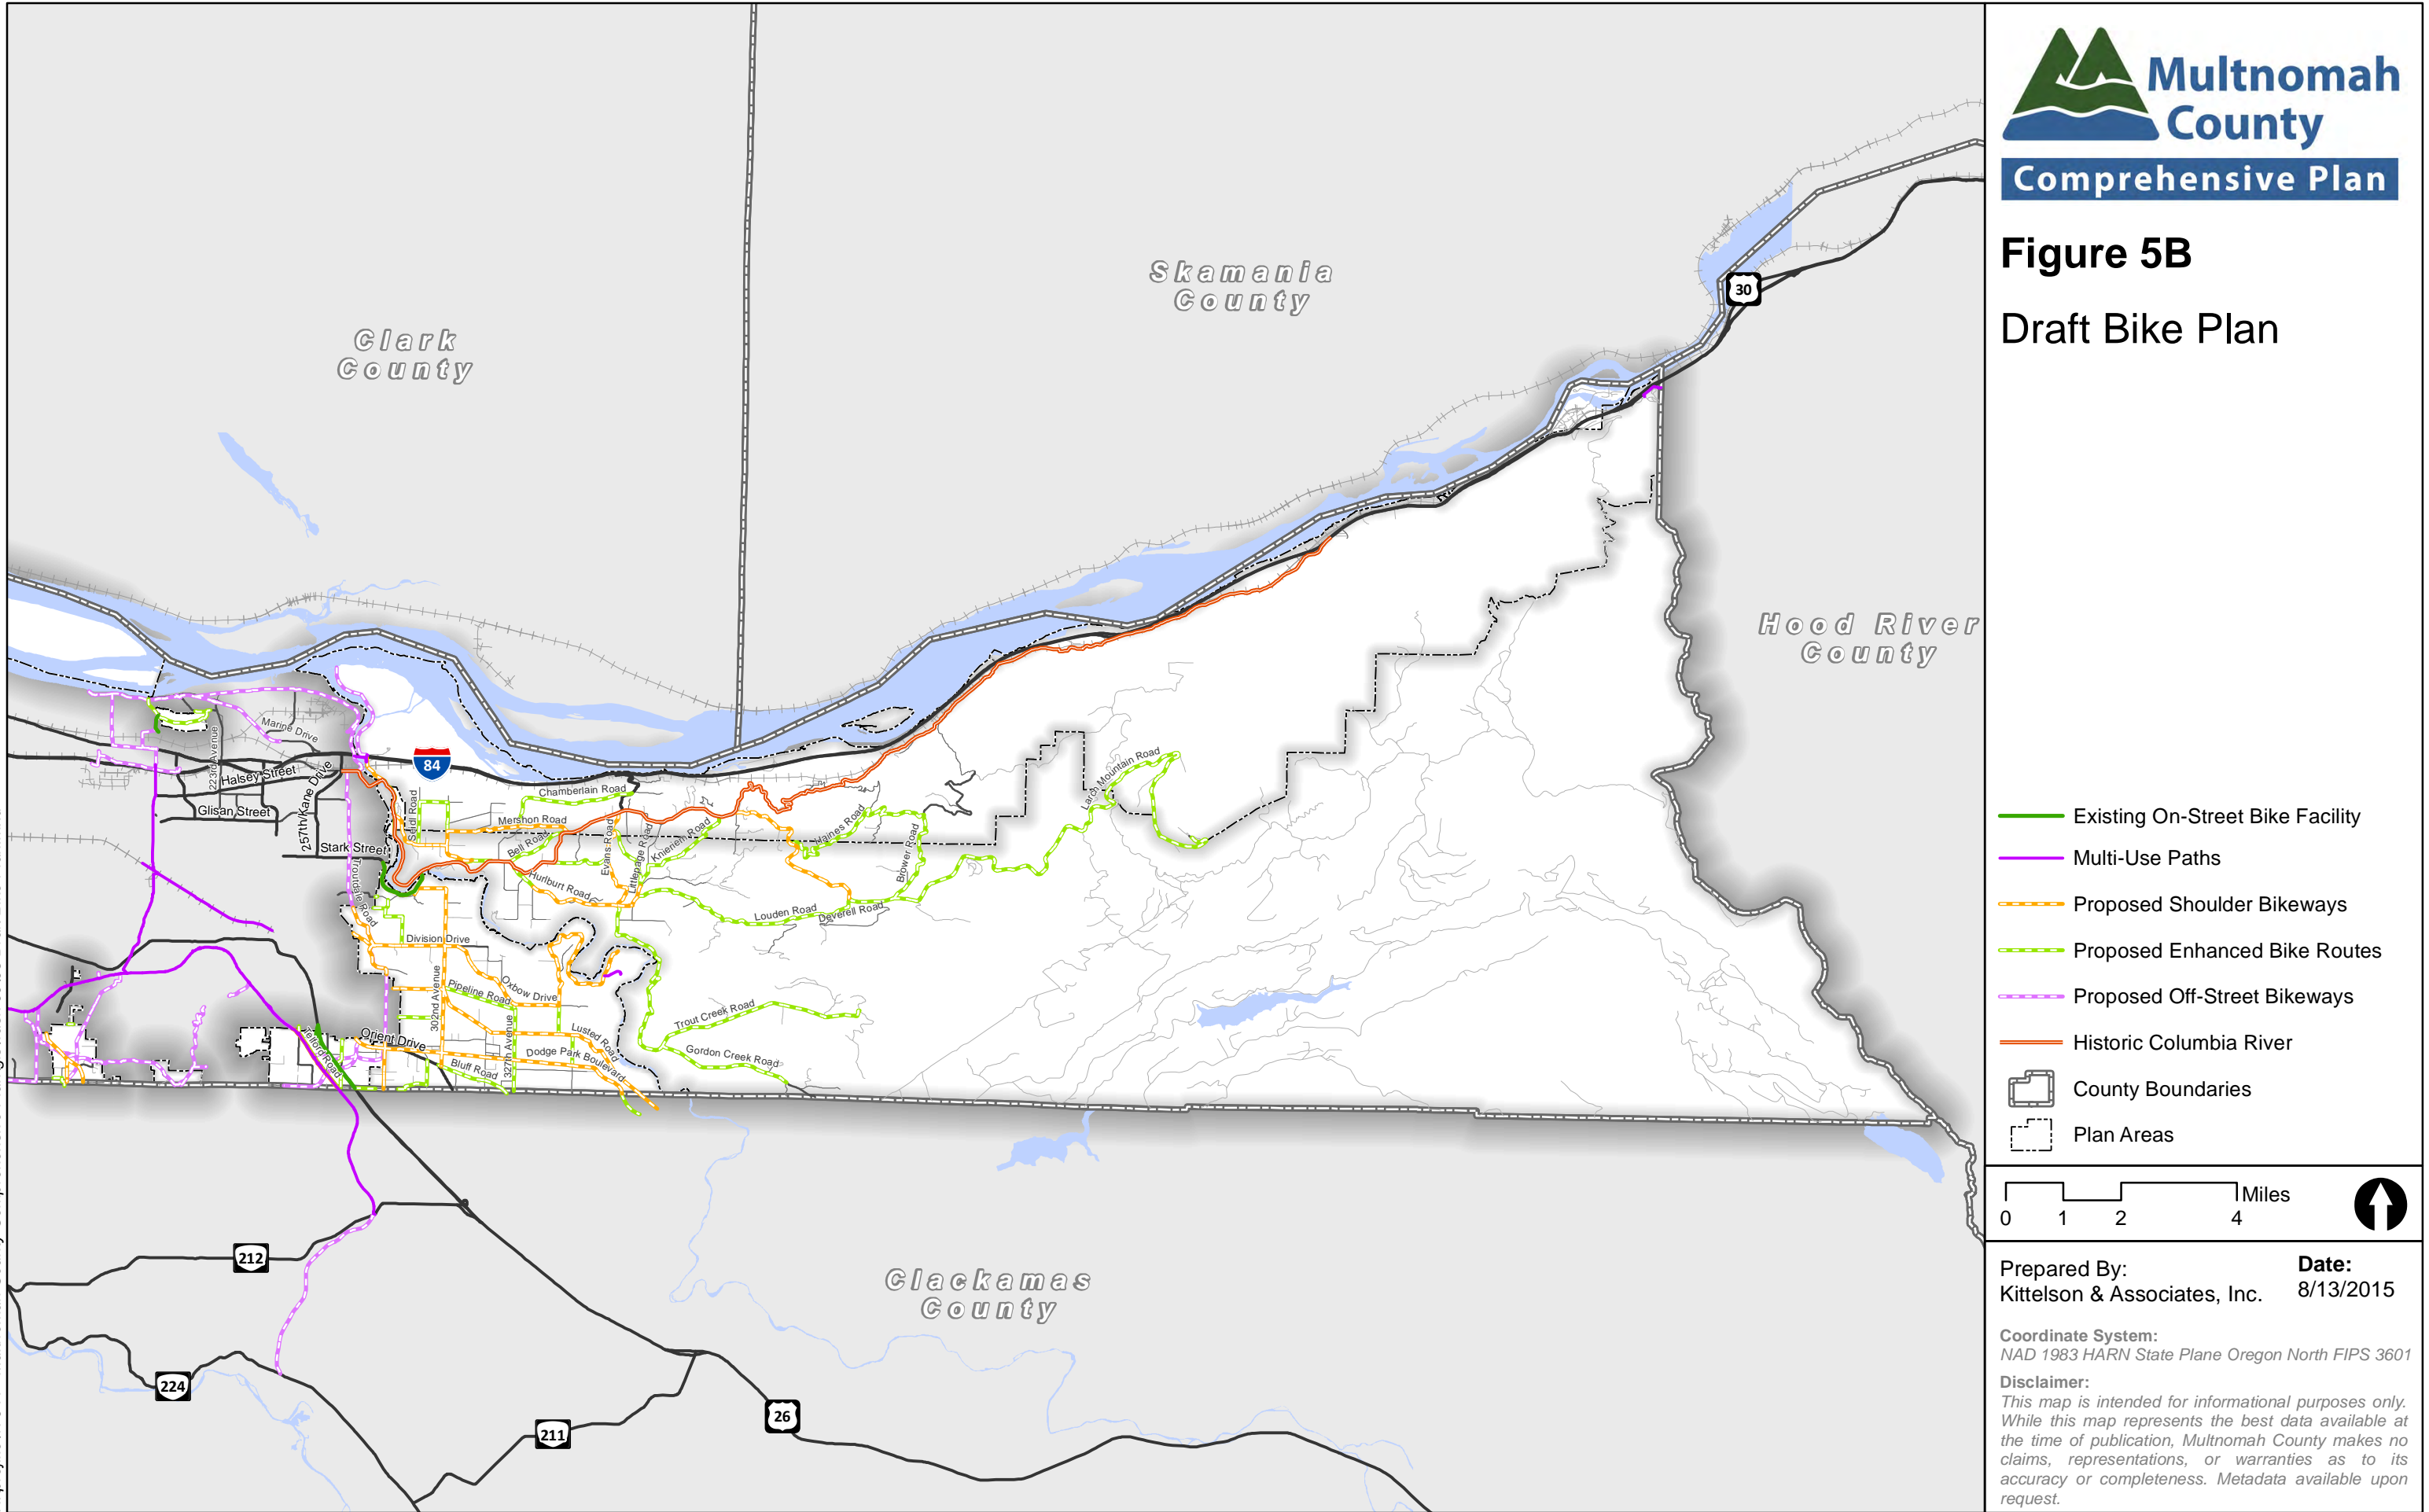 Multnomah
County
Comprehensive Plan
Figure 5B
Draft Bike Plan
Skamania
County
Clark
County
Hood River
County
Clackamas
County
30
84
212
224
211
26
Marine Drive
223rd Avenue
Halsey Street
Glisan Street
257th/Kane Drive
Stark Street
Troutdale Road
Seidl Road
Chamberlain Road
Mershon Road
Bell Road
Evans Road
Littlepage Road
Knieriem Road
Hurlburt Road
Haines Road
Brower Road
Larch Mountain Road
Louden Road
Deverell Road
Division Drive
302nd Avenue
Pipeline Road
Oxbow Drive
327th Avenue
Lusted Road
Orient Drive
Dodge Park Boulevard
Bluff Road
Telford Road
Trout Creek Road
Gordon Creek Road
Existing On-Street Bike Facility
Multi-Use Paths
Proposed Shoulder Bikeways
Proposed Enhanced Bike Routes
Proposed Off-Street Bikeways
Historic Columbia River
County Boundaries
Plan Areas
Miles
0 1 2 4
Prepared By:
Kittelson & Associates, Inc.
Date:
8/13/2015
Coordinate System:
NAD 1983 HARN State Plane Oregon North FIPS 3601
Disclaimer:
This map is intended for informational purposes only.
While this map represents the best data available at
the time of publication, Multnomah County makes no
claims, representations, or warranties as to its
accuracy or completeness. Metadata available upon
request.